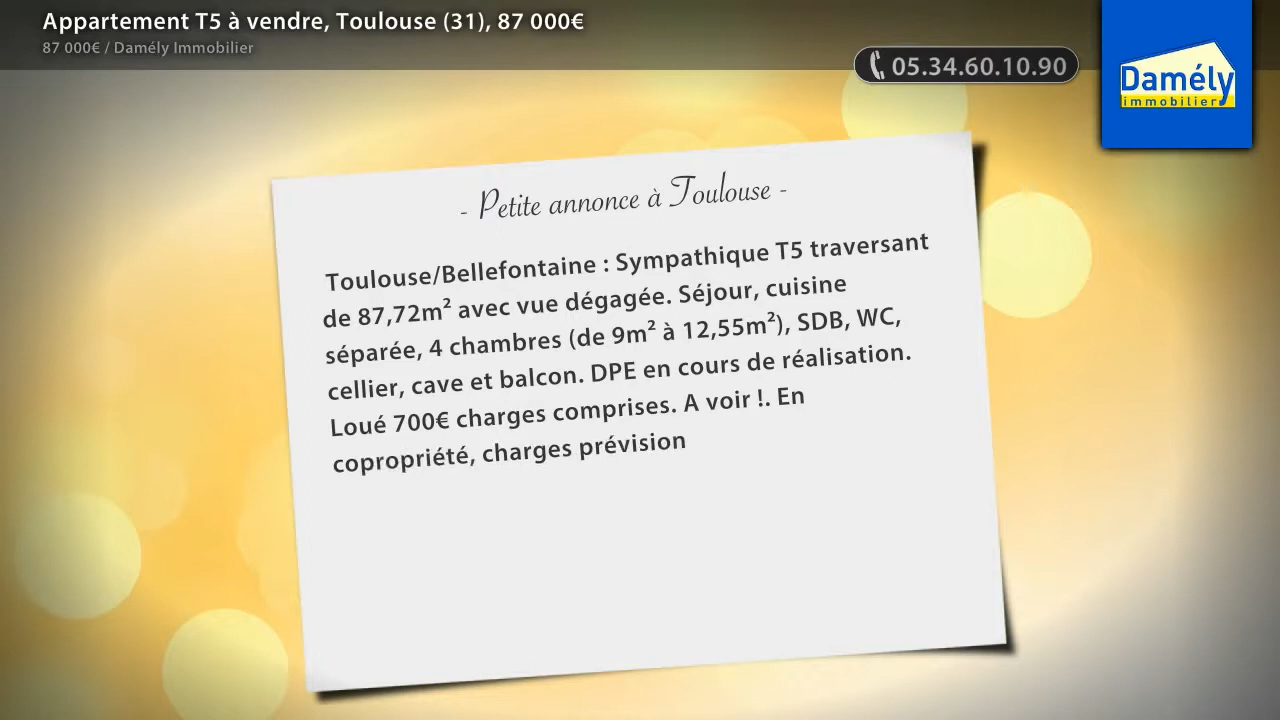 Appartement T5 à vendre, Toulouse (31), 87 000€
87 000€ / Damély Immobilier
05.34.60.10.90
Damély
immobilier
- Petite annonce à Toulouse -
Toulouse/Bellefontaine : Sympathique T5 traversant
de 87,72m² avec vue dégagée. Séjour, cuisine
séparée, 4 chambres (de 9m² à 12,55m²), SDB, WC,
cellier, cave et balcon. DPE en cours de réalisation.
Loué 700€ charges comprises. A voir !. En
copropriété, charges prévision